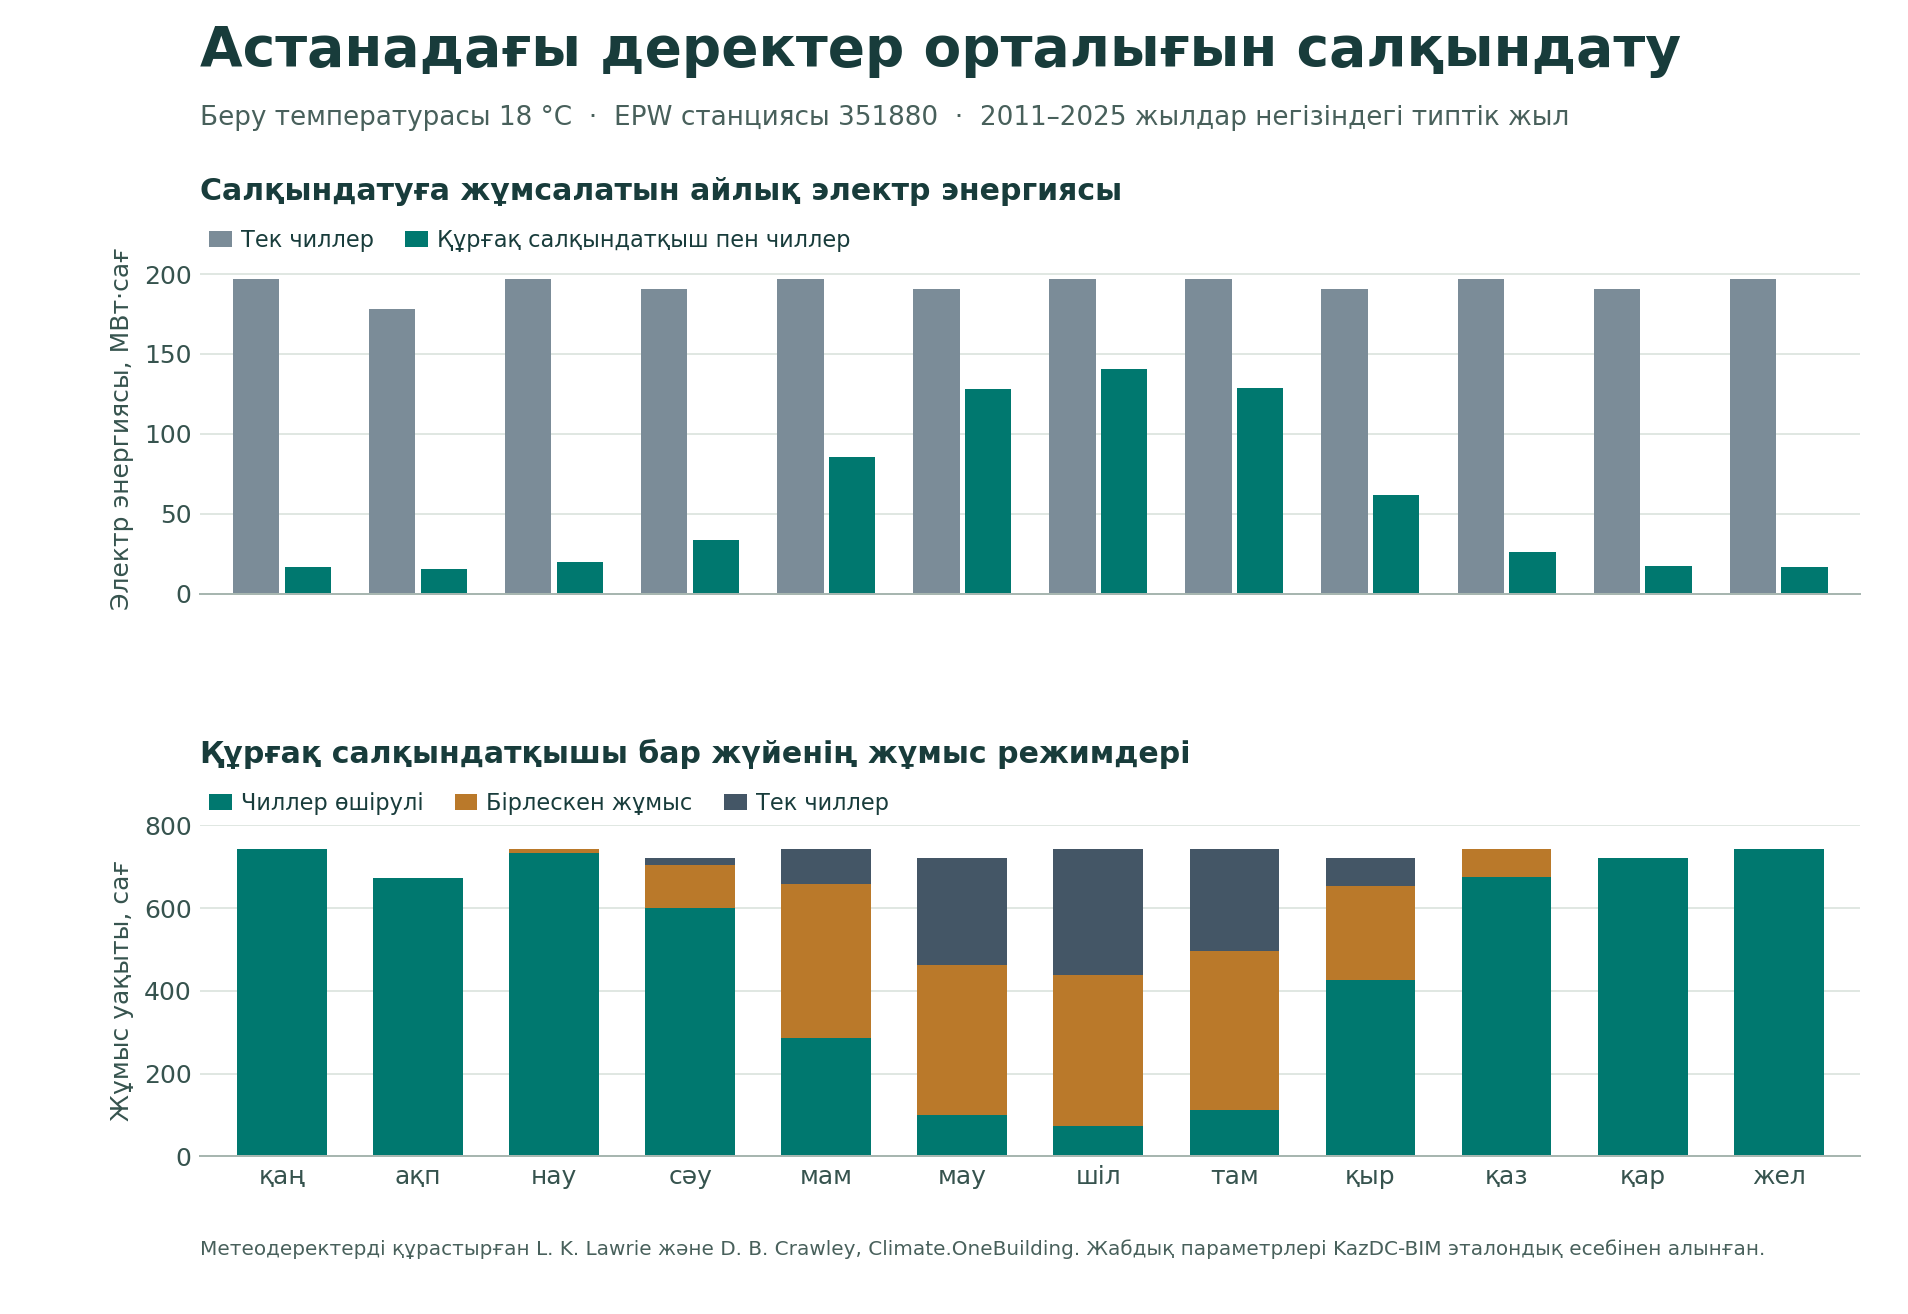 Астанадағы деректер орталығын салқындату
Беру температурасы 18 °C · EPW станциясы 351880 · 2011–2025 жылдар негізіндегі типтік жыл
Салқындатуға жұмсалатын айлық электр энергиясы
Тек чиллер Құрғақ салқындатқыш пен чиллер
Электр энергиясы, МВт·сағ
200
150
100
50
0
Құрғақ салқындатқышы бар жүйенің жұмыс режимдері
Чиллер өшірулі Бірлескен жұмыс Тек чиллер
Жұмыс уақыты, сағ
800
600
400
200
0
қаң ақп нау сәу мам мау шіл там қыр қаз қар жел
Метеодеректерді құрастырған L. K. Lawrie және D. B. Crawley, Climate.OneBuilding. Жабдық параметрлері KazDC-BIM эталондық есебінен алынған.